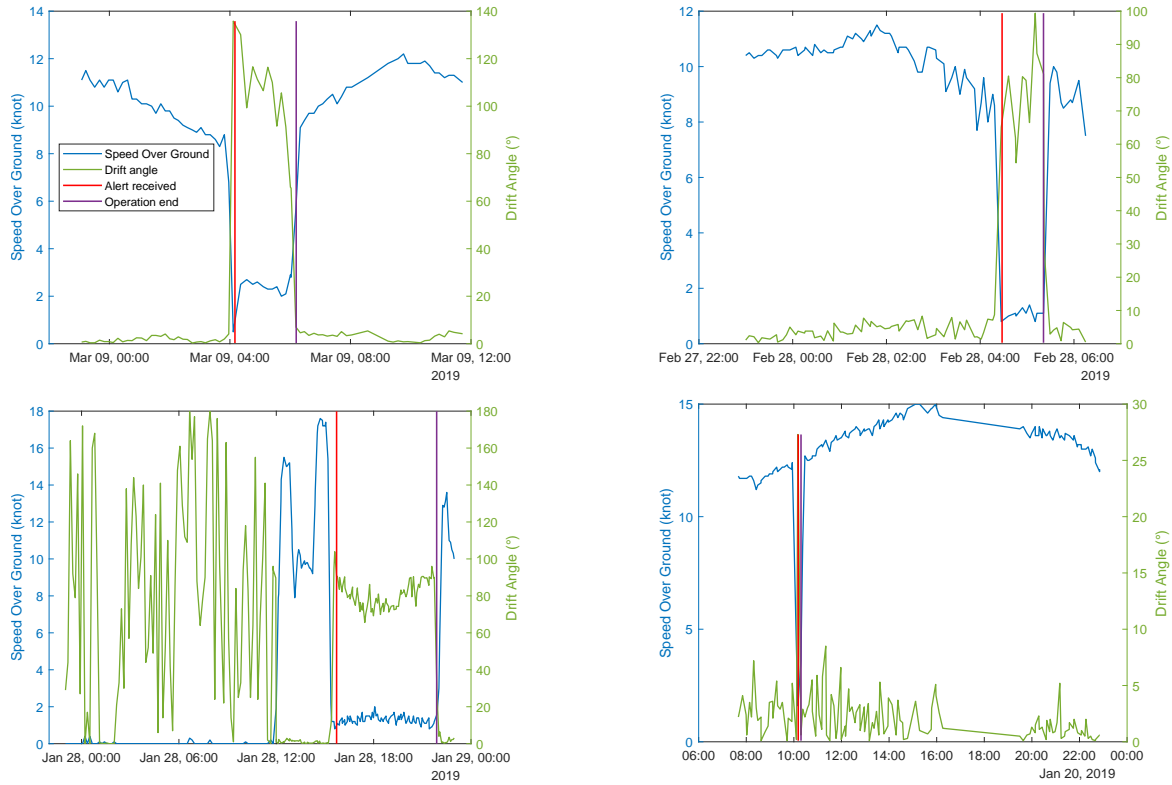 14
12
10
8
6
4
2
0
Speed Over Ground (knot)
140
120
100
80
60
40
20
0
Drift Angle (°)
Speed Over Ground
Drift angle
Alert received
Operation end
Mar 09, 00:00
Mar 09, 04:00
Mar 09, 08:00
Mar 09, 12:00
2019
12
10
8
6
4
2
0
Speed Over Ground (knot)
100
90
80
70
60
50
40
30
20
10
0
Drift Angle (°)
Feb 27, 22:00
Feb 28, 00:00
Feb 28, 02:00
Feb 28, 04:00
Feb 28, 06:00
2019
18
16
14
12
10
8
6
4
2
0
Speed Over Ground (knot)
180
160
140
120
100
80
60
40
20
0
Drift Angle (°)
Jan 28, 00:00
Jan 28, 06:00
Jan 28, 12:00
Jan 28, 18:00
Jan 29, 00:00
2019
15
10
5
0
Speed Over Ground (knot)
30
25
20
15
10
5
0
Drift Angle (°)
06:00
08:00
10:00
12:00
14:00
16:00
18:00
20:00
22:00
00:00
Jan 20, 2019